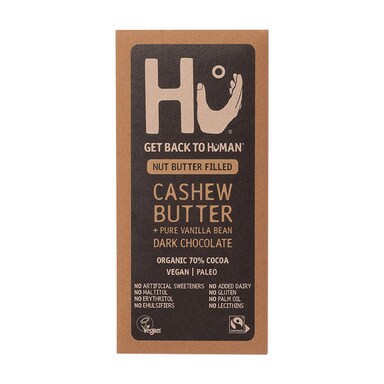 Hu
GET BACK TO HUMAN
NUT BUTTER FILLED
CASHEW
BUTTER
+ PURE VANILLA BEAN
DARK CHOCOLATE
ORGANIC 70% COCOA
VEGAN | PALEO
NO ARTIFICIAL SWEETENERS NO ADDED DAIRY
NO MALTITOL NO GLUTEN
NO ERYTHRITOL NO PALM OIL
NO EMULSIFIERS NO LECITHINS
Vegan